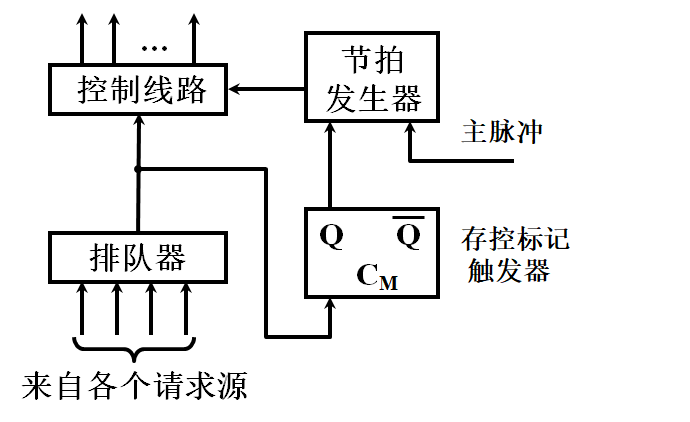 …
节拍
发生器
控制线路
主脉冲
Q Q̅
C_M
存控标记
触发器
排队器
来自各个请求源